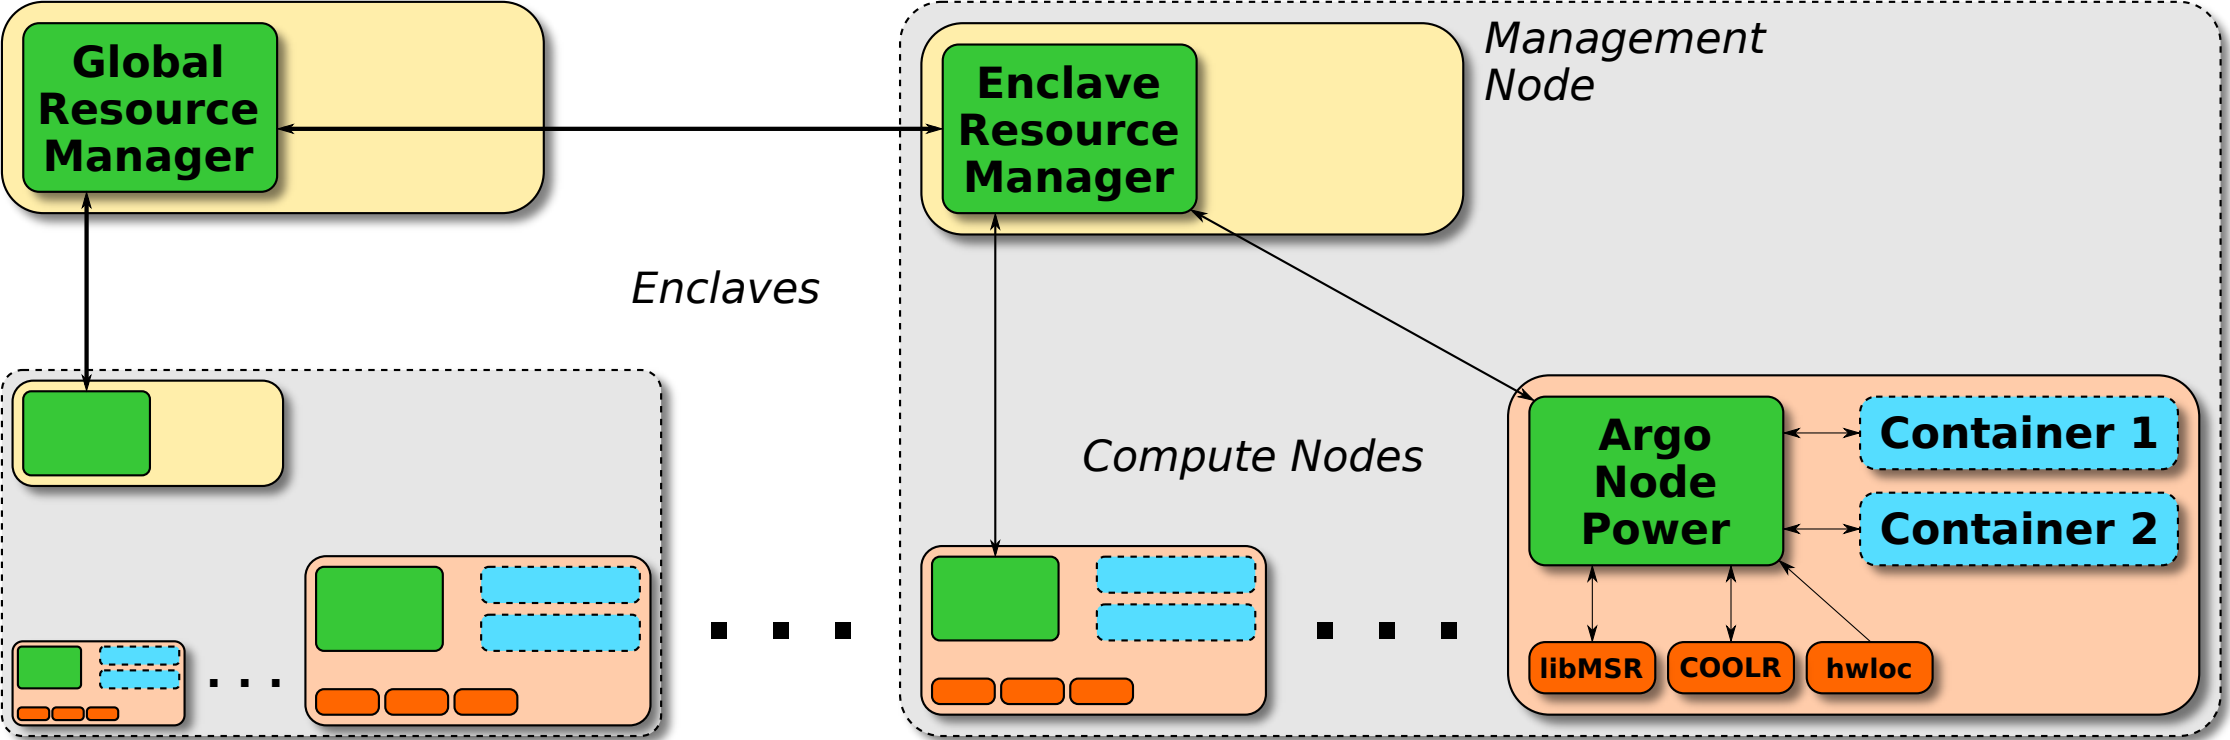 Global
Resource
Manager
Enclave
Resource
Manager
Management
Node
Enclaves
Compute Nodes
Argo
Node
Power
Container 1
Container 2
libMSR
COOLR
hwloc